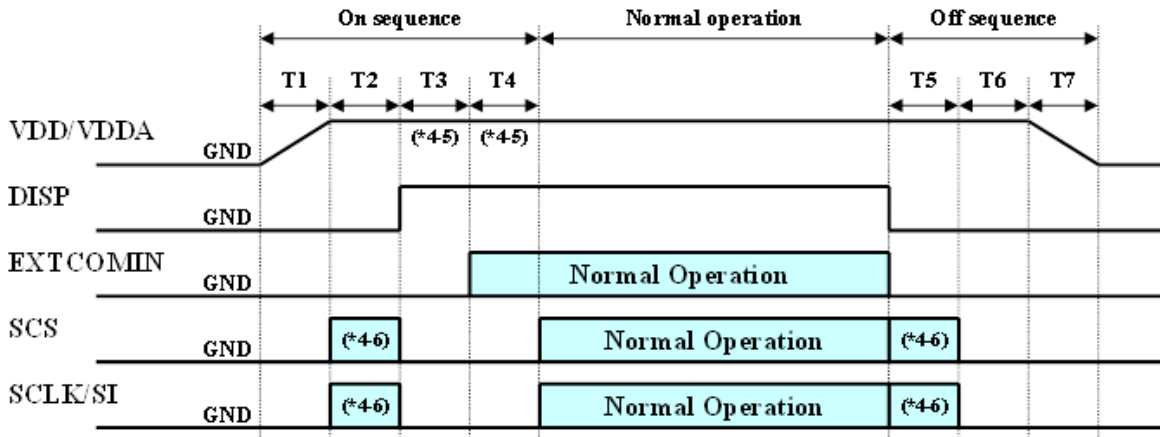 On sequence Normal operation Off sequence
T1 T2 T3 T4 T5 T6 T7
VDD/VDDA GND (*4-5) (*4-5)
DISP GND
EXTCOMIN GND Normal Operation
SCS GND (*4-6) Normal Operation (*4-6)
SCLK/SI GND (*4-6) Normal Operation (*4-6)